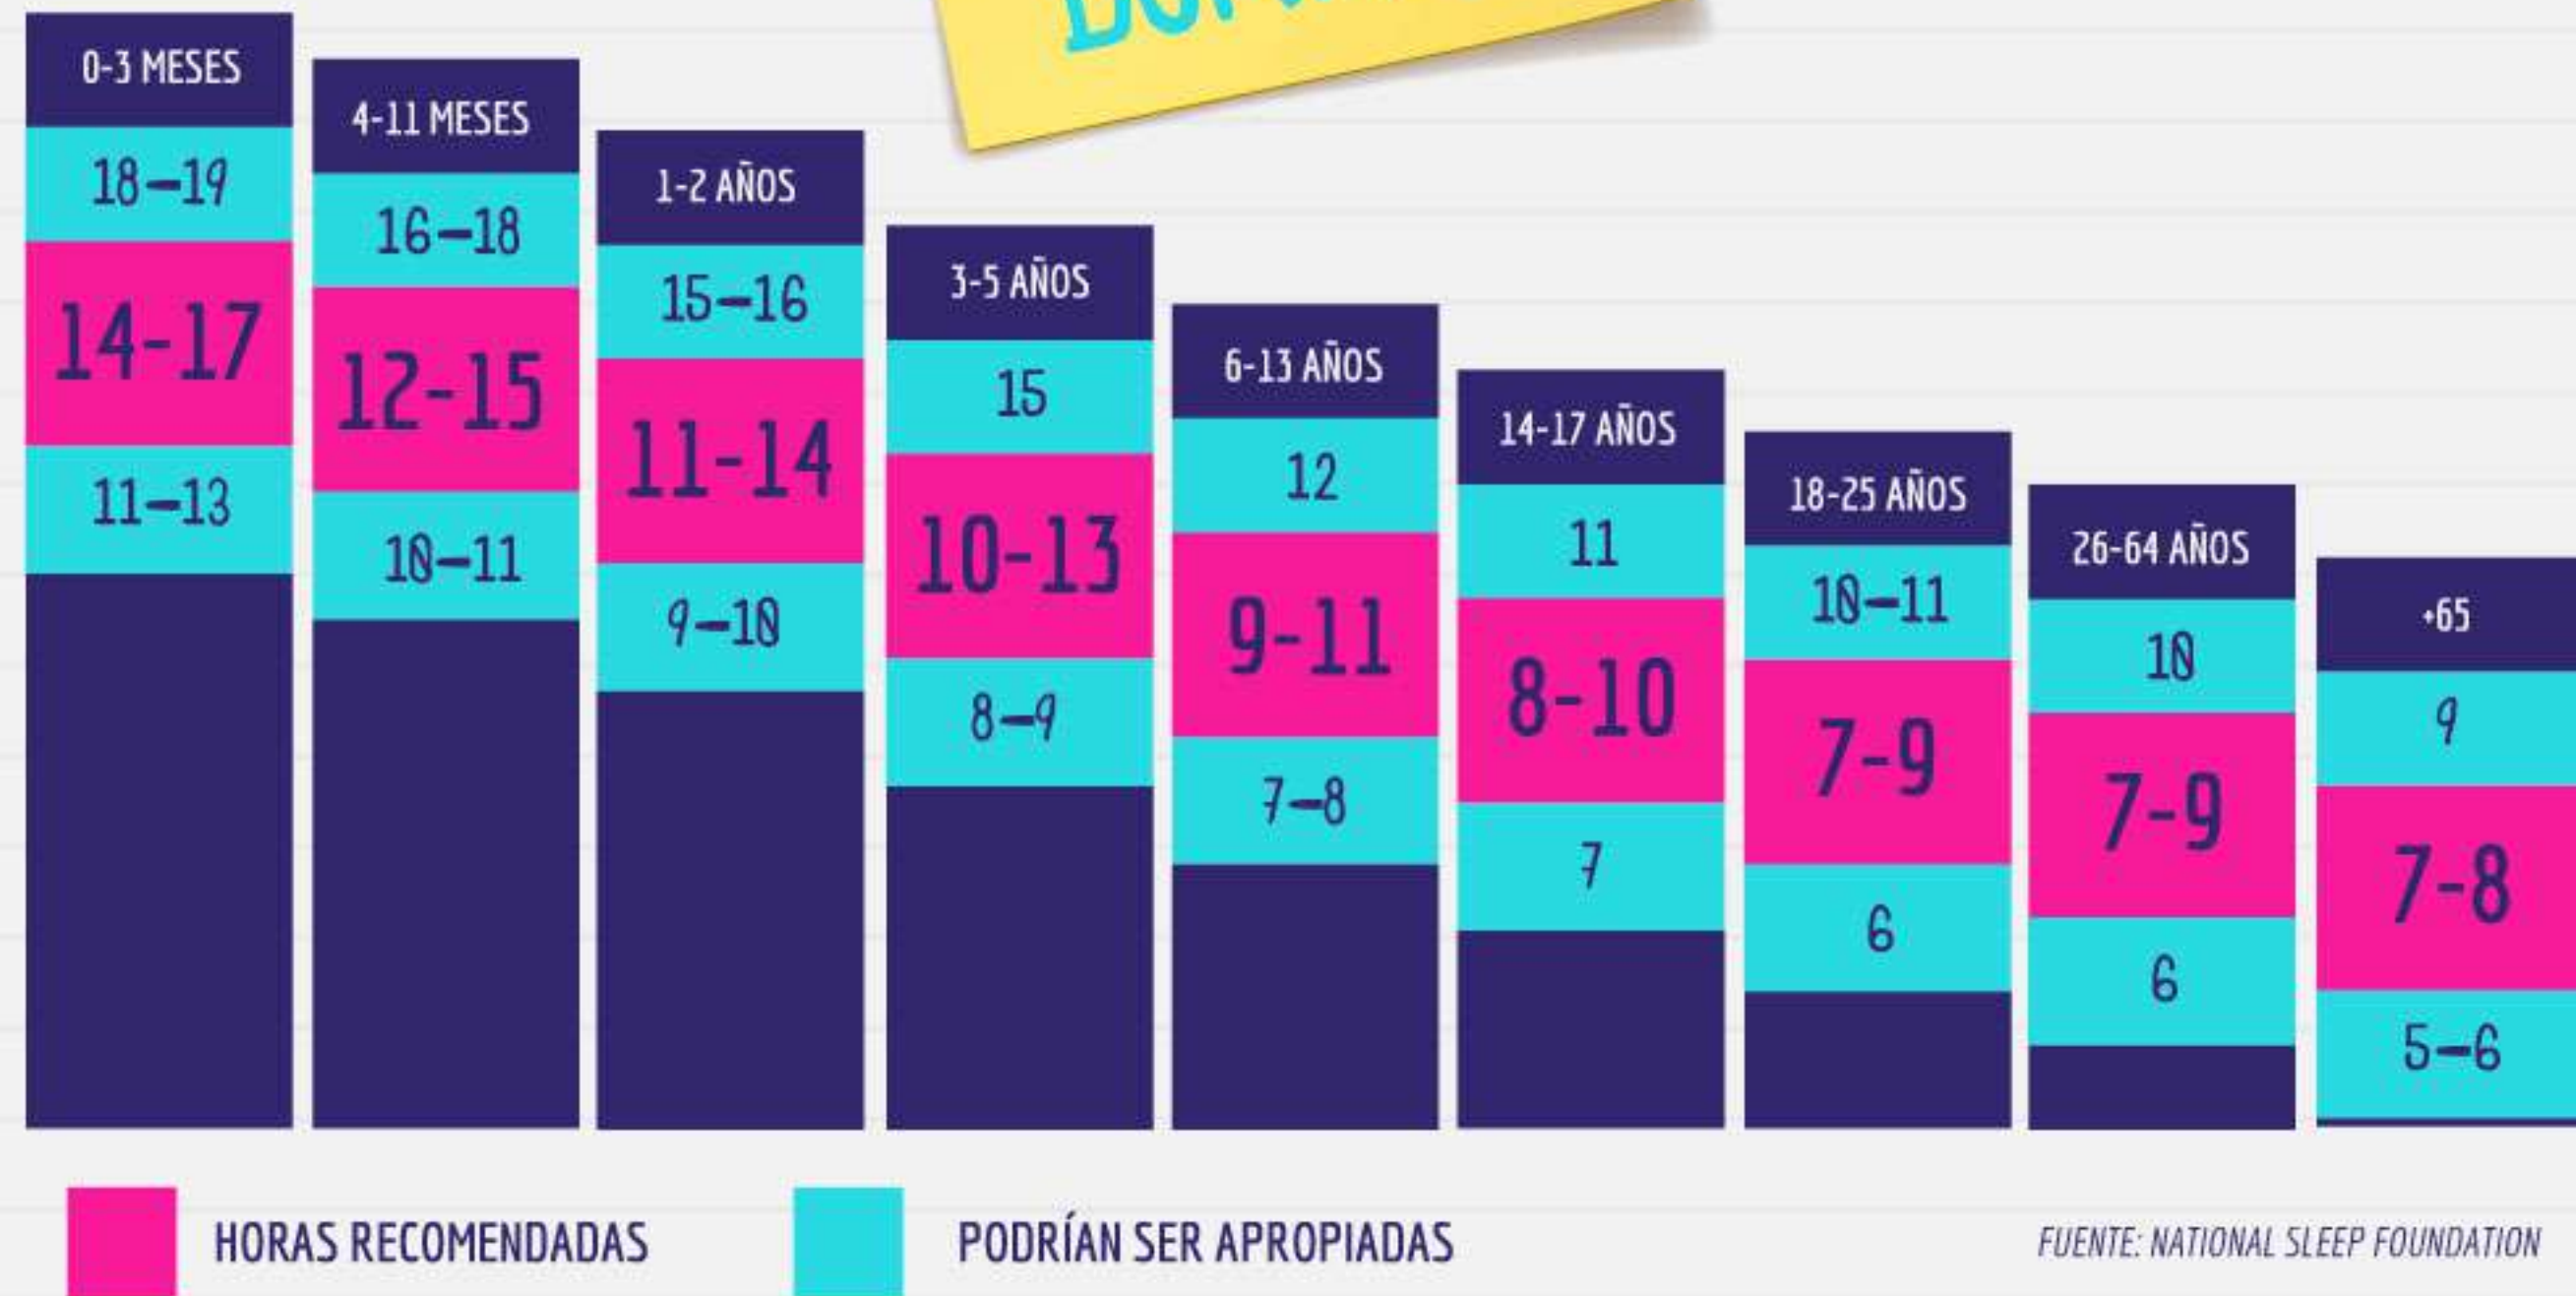 0-3 MESES
18–19
14-17
11–13
4-11 MESES
16–18
12-15
10–11
1-2 AÑOS
15–16
11-14
9–10
3-5 AÑOS
15
10-13
8–9
6-13 AÑOS
12
9-11
7–8
14-17 AÑOS
11
8-10
7
18-25 AÑOS
10–11
7-9
6
26-64 AÑOS
10
7-9
6
+65
9
7-8
5–6
HORAS RECOMENDADAS
PODRÍAN SER APROPIADAS
FUENTE: NATIONAL SLEEP FOUNDATION